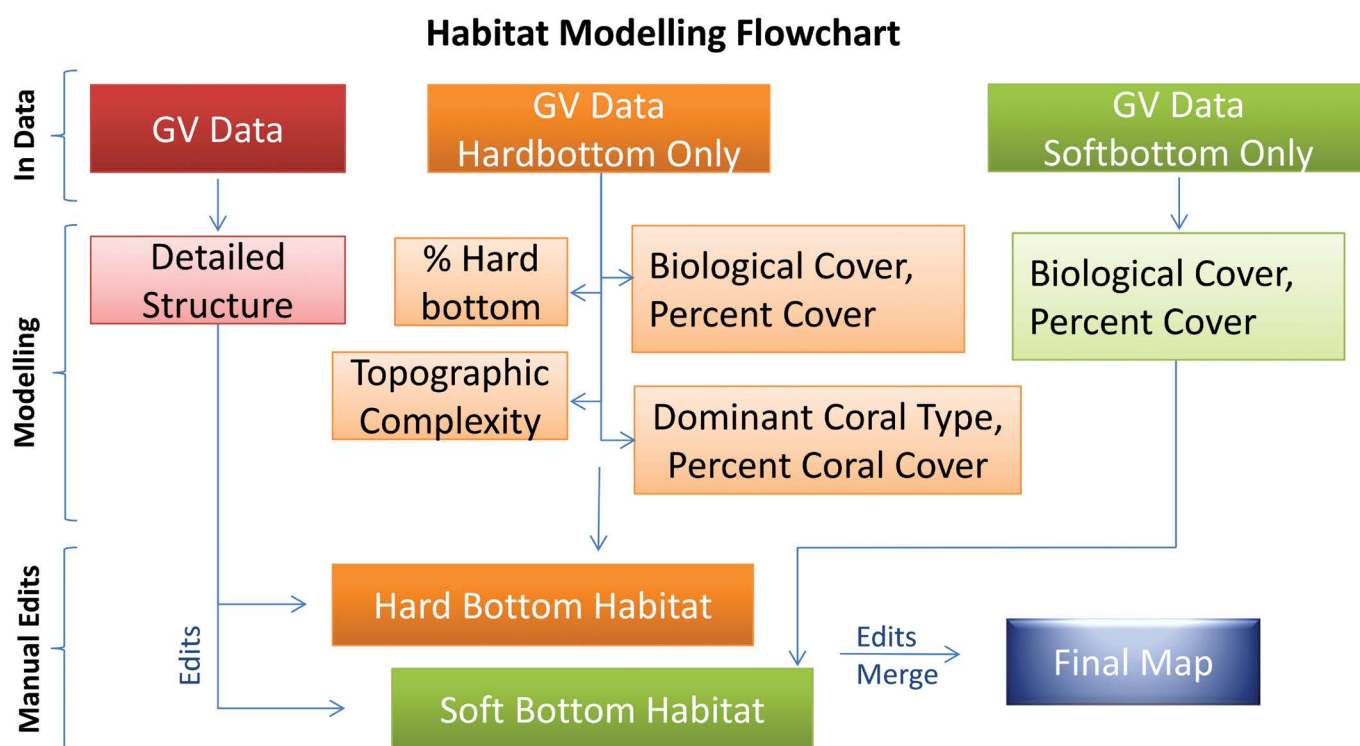 Habitat Modelling Flowchart
In Data
GV Data
GV Data
Hardbottom Only
GV Data
Softbottom Only
Modelling
Detailed
Structure
% Hard
bottom
Biological Cover,
Percent Cover
Topographic
Complexity
Dominant Coral Type,
Percent Coral Cover
Biological Cover,
Percent Cover
Manual Edits
Edits
Hard Bottom Habitat
Soft Bottom Habitat
Edits
Merge
Final Map